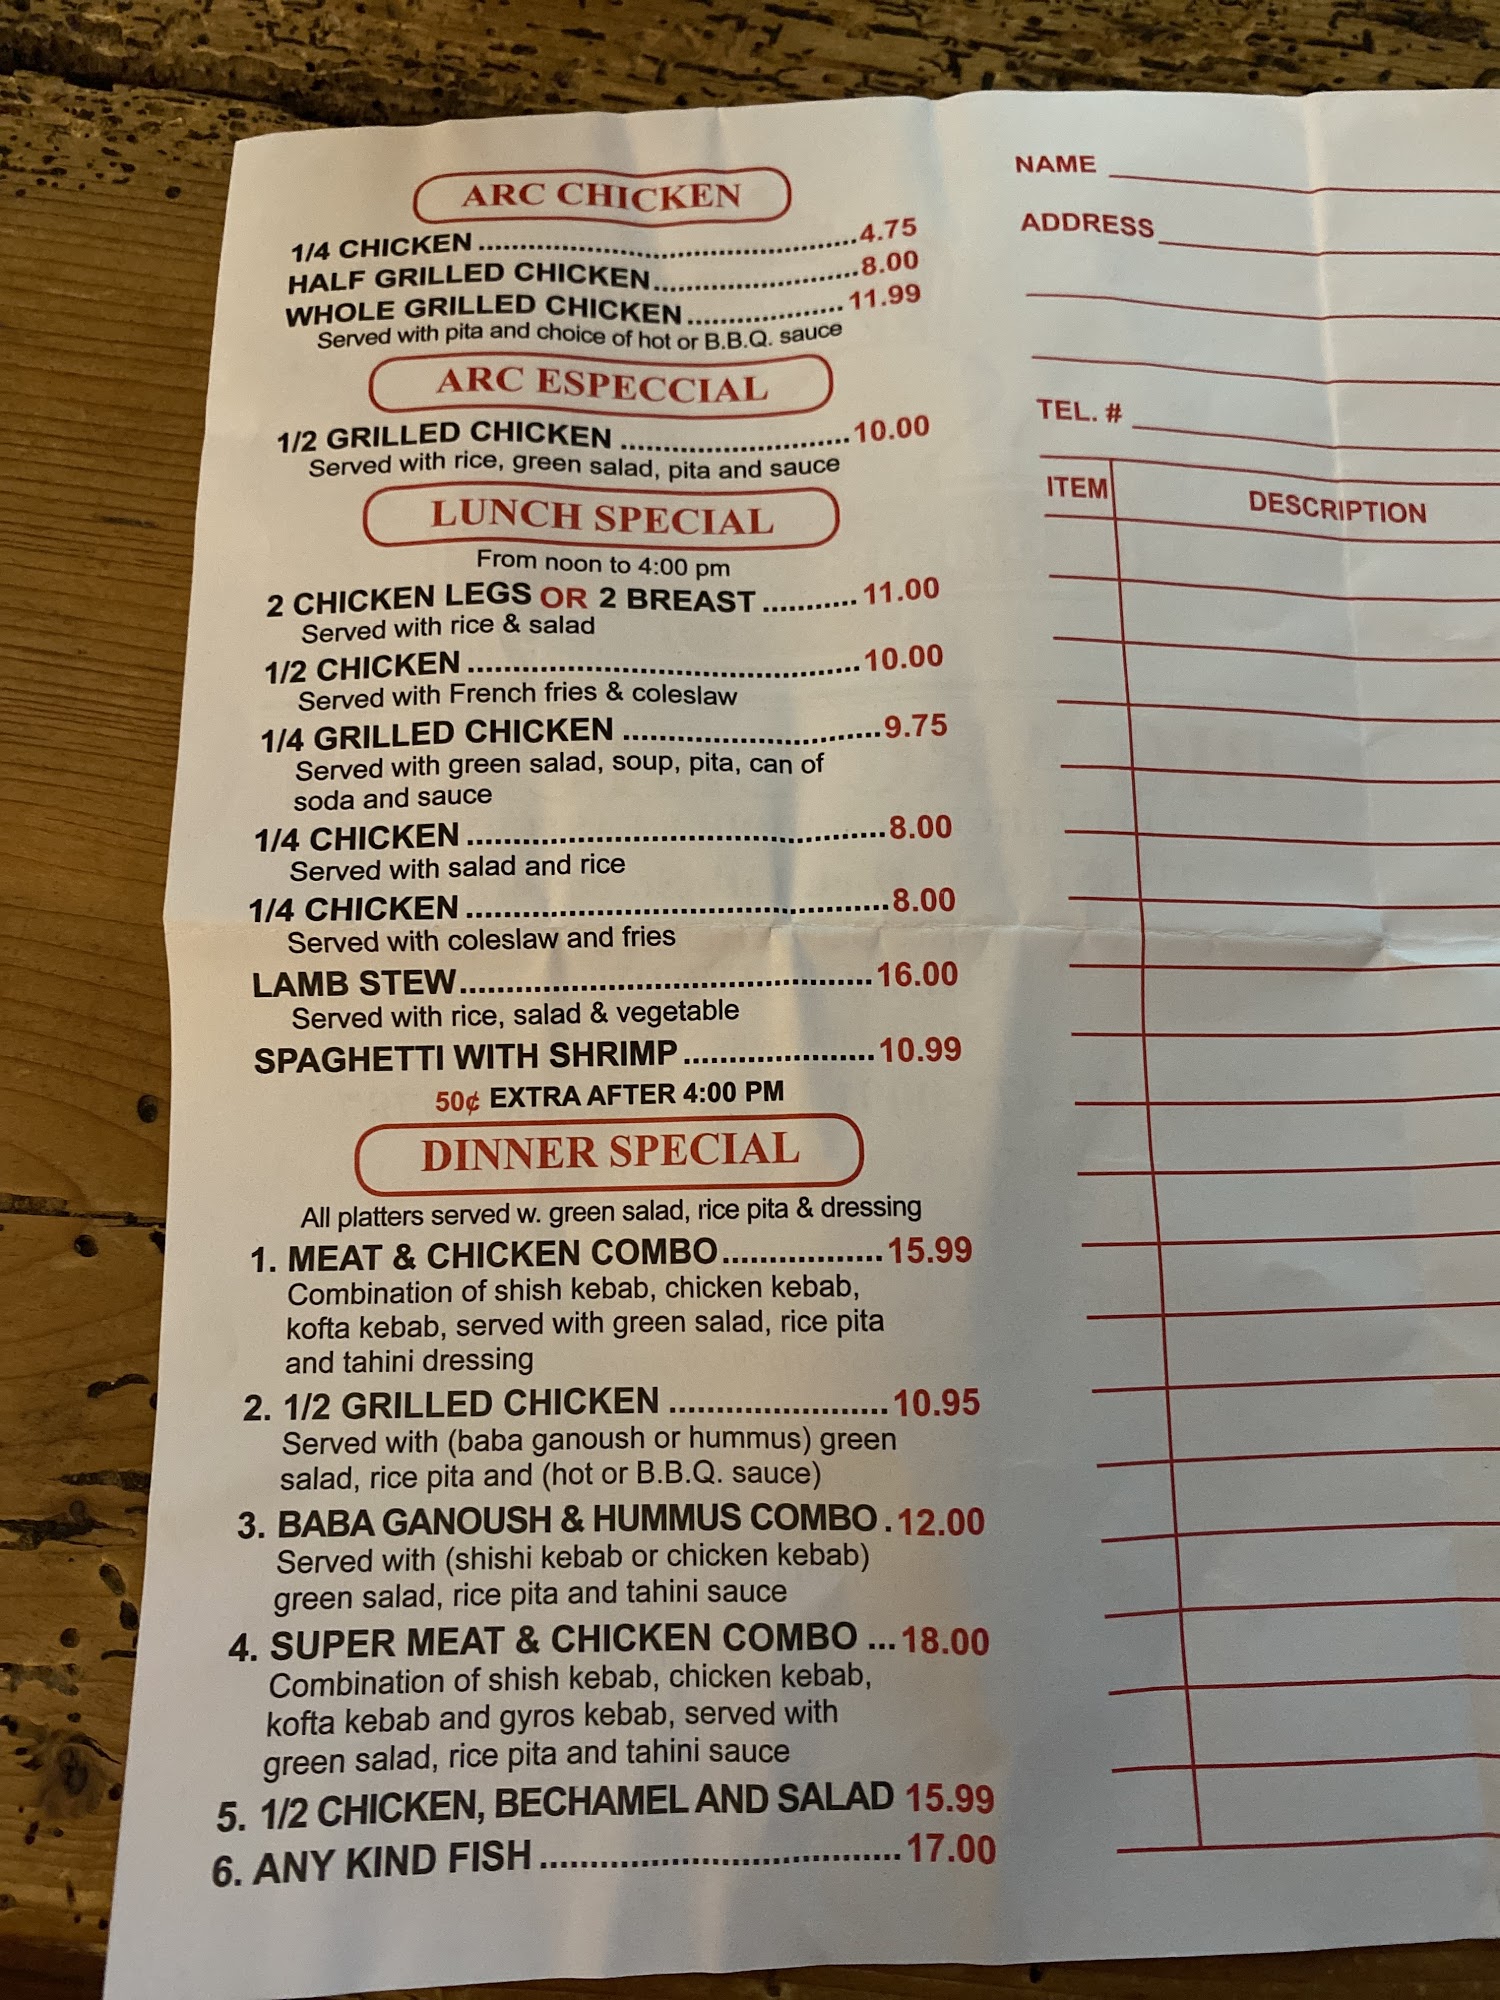 ARC CHICKEN
1/4 CHICKEN ........................................ 4.75
HALF GRILLED CHICKEN ...................... 8.00
WHOLE GRILLED CHICKEN .................. 11.99
Served with pita and choice of hot or B.B.Q. sauce
ARC ESPECCIAL
1/2 GRILLED CHICKEN ......................... 10.00
Served with rice, green salad, pita and sauce
LUNCH SPECIAL
From noon to 4:00 pm
2 CHICKEN LEGS OR 2 BREAST ........... 11.00
Served with rice & salad
1/2 CHICKEN ........................................ 10.00
Served with French fries & coleslaw
1/4 GRILLED CHICKEN ........................... 9.75
Served with green salad, soup, pita, can of
soda and sauce
1/4 CHICKEN ........................................ 8.00
Served with salad and rice
1/4 CHICKEN ........................................ 8.00
Served with coleslaw and fries
LAMB STEW ........................................ 16.00
Served with rice, salad & vegetable
SPAGHETTI WITH SHRIMP ..................... 10.99
50¢ EXTRA AFTER 4:00 PM
DINNER SPECIAL
All platters served w. green salad, rice pita & dressing
1. MEAT & CHICKEN COMBO ................. 15.99
Combination of shish kebab, chicken kebab,
kofta kebab, served with green salad, rice pita
and tahini dressing
2. 1/2 GRILLED CHICKEN ...................... 10.95
Served with (baba ganoush or hummus) green
salad, rice pita and (hot or B.B.Q. sauce)
3. BABA GANOUSH & HUMMUS COMBO . 12.00
Served with (shishi kebab or chicken kebab)
green salad, rice pita and tahini sauce
4. SUPER MEAT & CHICKEN COMBO ... 18.00
Combination of shish kebab, chicken kebab,
kofta kebab and gyros kebab, served with
green salad, rice pita and tahini sauce
5. 1/2 CHICKEN, BECHAMEL AND SALAD 15.99
6. ANY KIND FISH .................................... 17.00
NAME
ADDRESS
TEL. #
ITEM DESCRIPTION